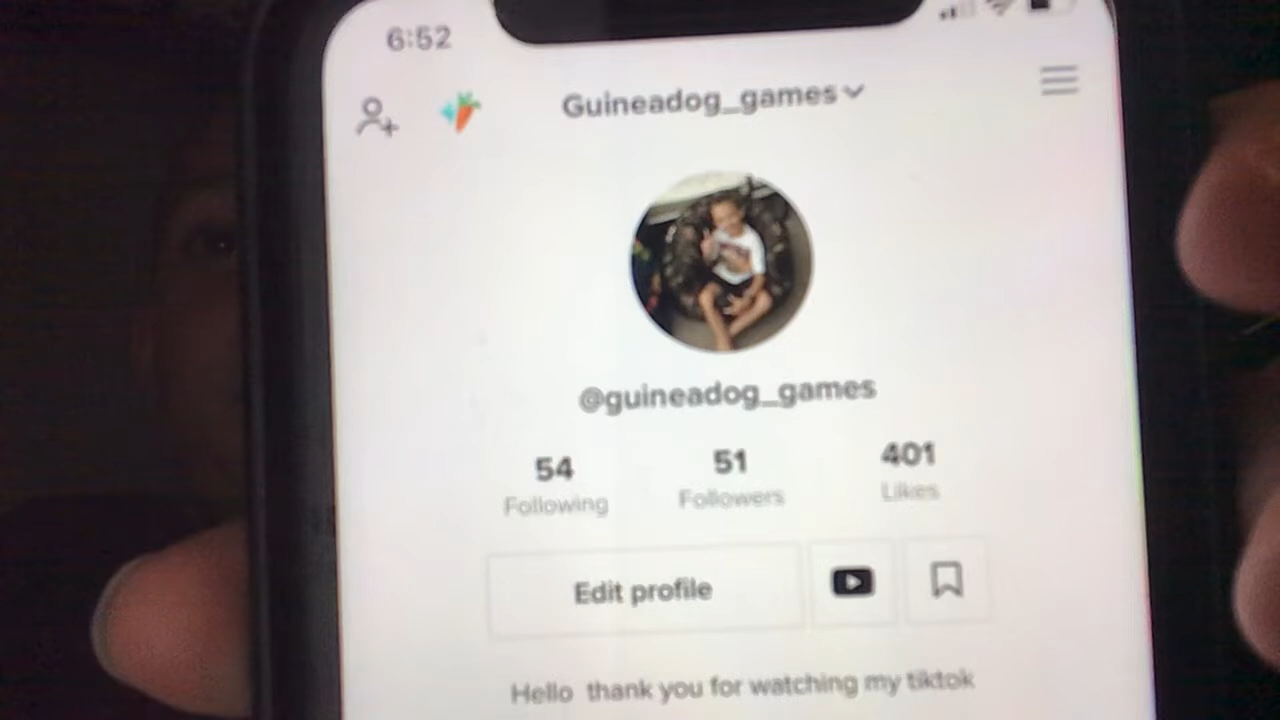 6:52
Guineadog_games
@guineadog_games
54 51 401
Following Followers Likes
Edit profile
Hello thank you for watching my tiktok